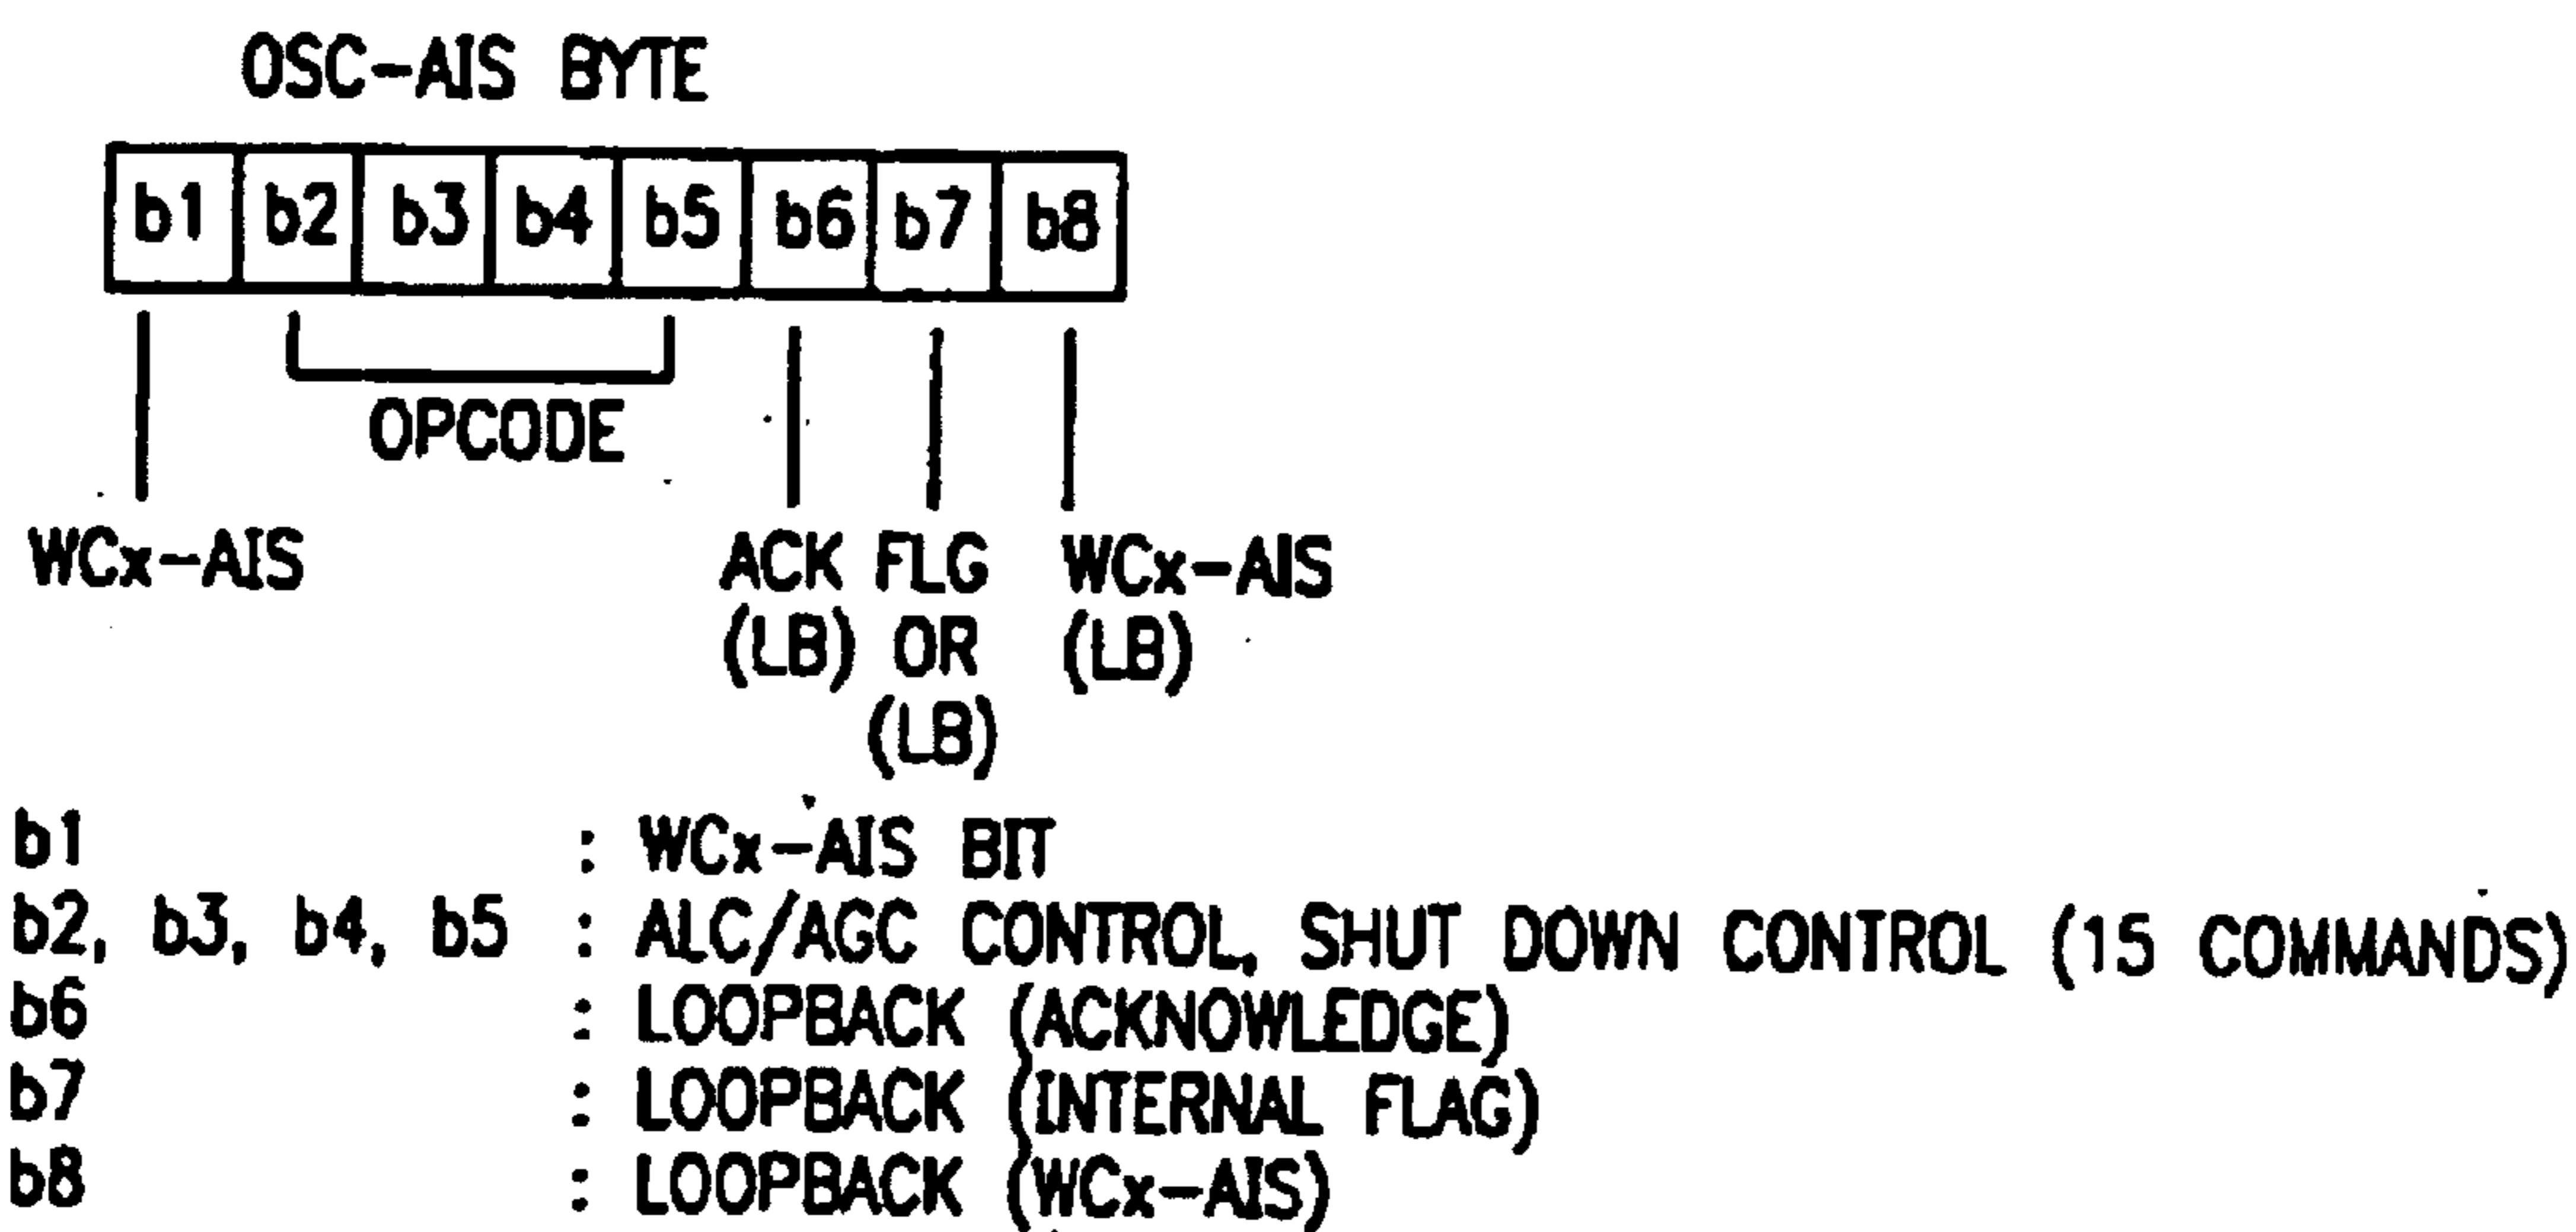 OSC-AIS BYTE
b1 b2 b3 b4 b5 b6 b7 b8
OPCODE
WCx-AIS ACK FLG WCx-AIS
(LB) OR (LB)
(LB)
b1 : WCx-AIS BIT
b2, b3, b4, b5 : ALC/AGC CONTROL, SHUT DOWN CONTROL (15 COMMANDS)
b6 : LOOPBACK (ACKNOWLEDGE)
b7 : LOOPBACK (INTERNAL FLAG)
b8 : LOOPBACK (WCx-AIS)